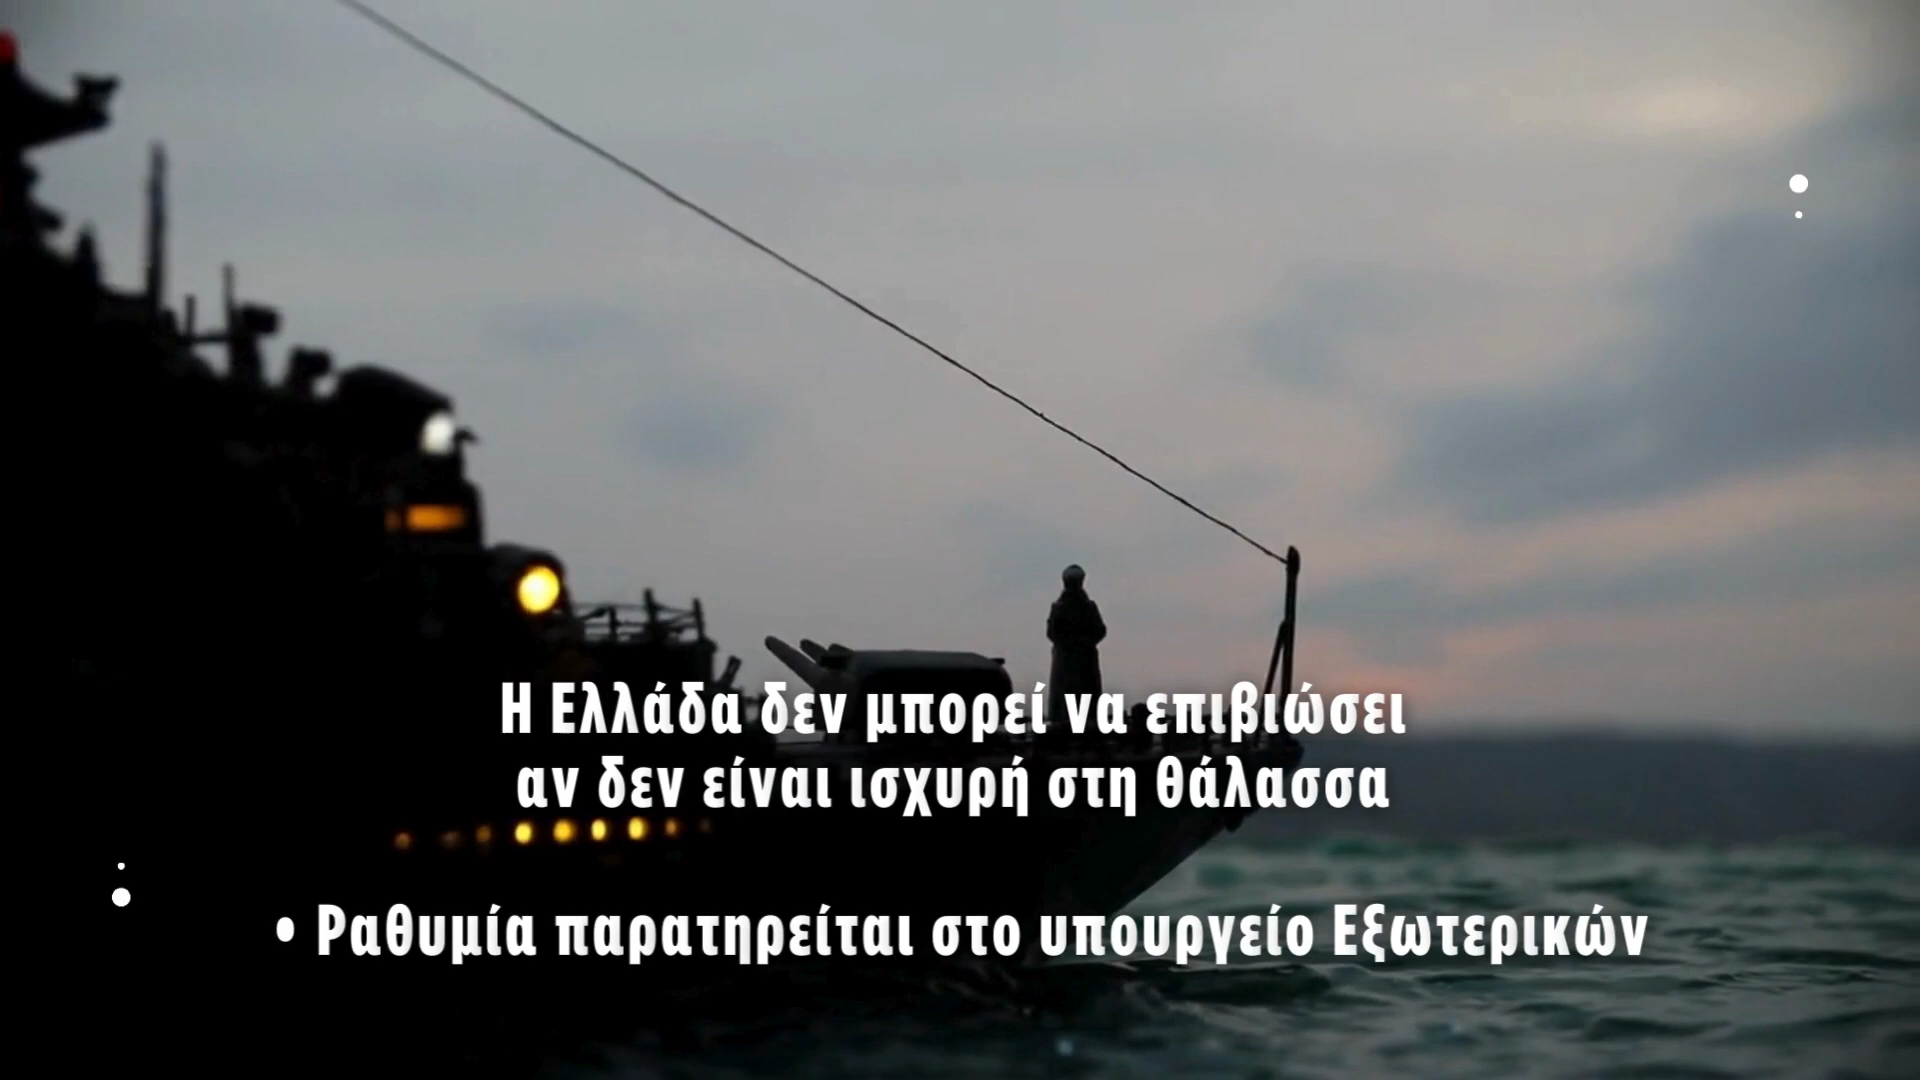 Η Ελλάδα δεν μπορεί να επιβιώσει
αν δεν είναι ισχυρή στη θάλασσα
• Ραθυμία παρατηρείται στο υπουργείο Εξωτερικών